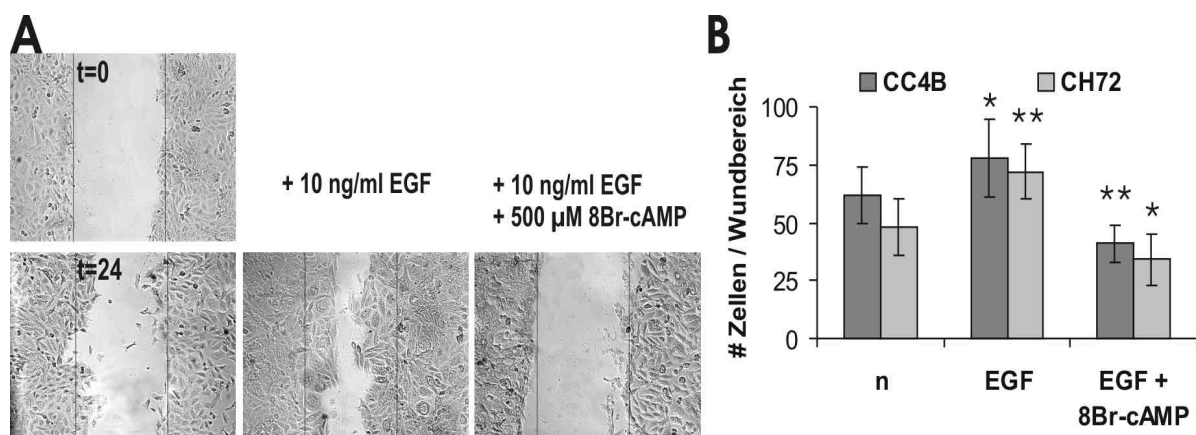 A
t=0
+ 10 ng/ml EGF
+ 10 ng/ml EGF
+ 500 µM 8Br-cAMP
t=24
B
CC4B
CH72
# Zellen / Wundbereich
100
75
50
25
0
*
**
**
*
n
EGF
EGF +
8Br-cAMP